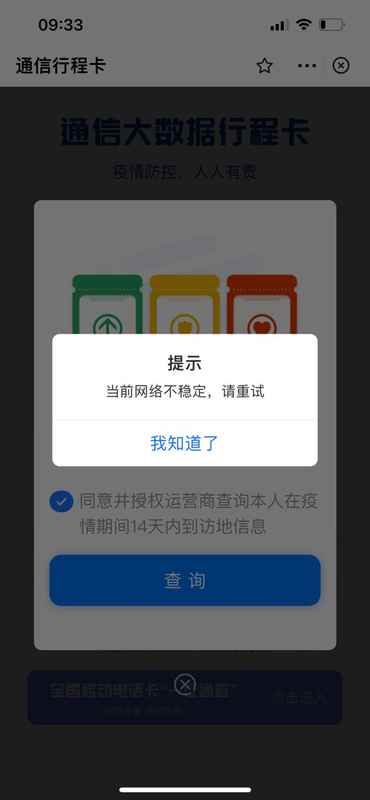 09:33
通信行程卡
通信大数据行程卡
疫情防控，人人有责
提示
当前网络不稳定，请重试
我知道了
同意并授权运营商查询本人在疫
情期间14天内到访地信息
查 询
全国移动电话卡“一证通查”
点击进入